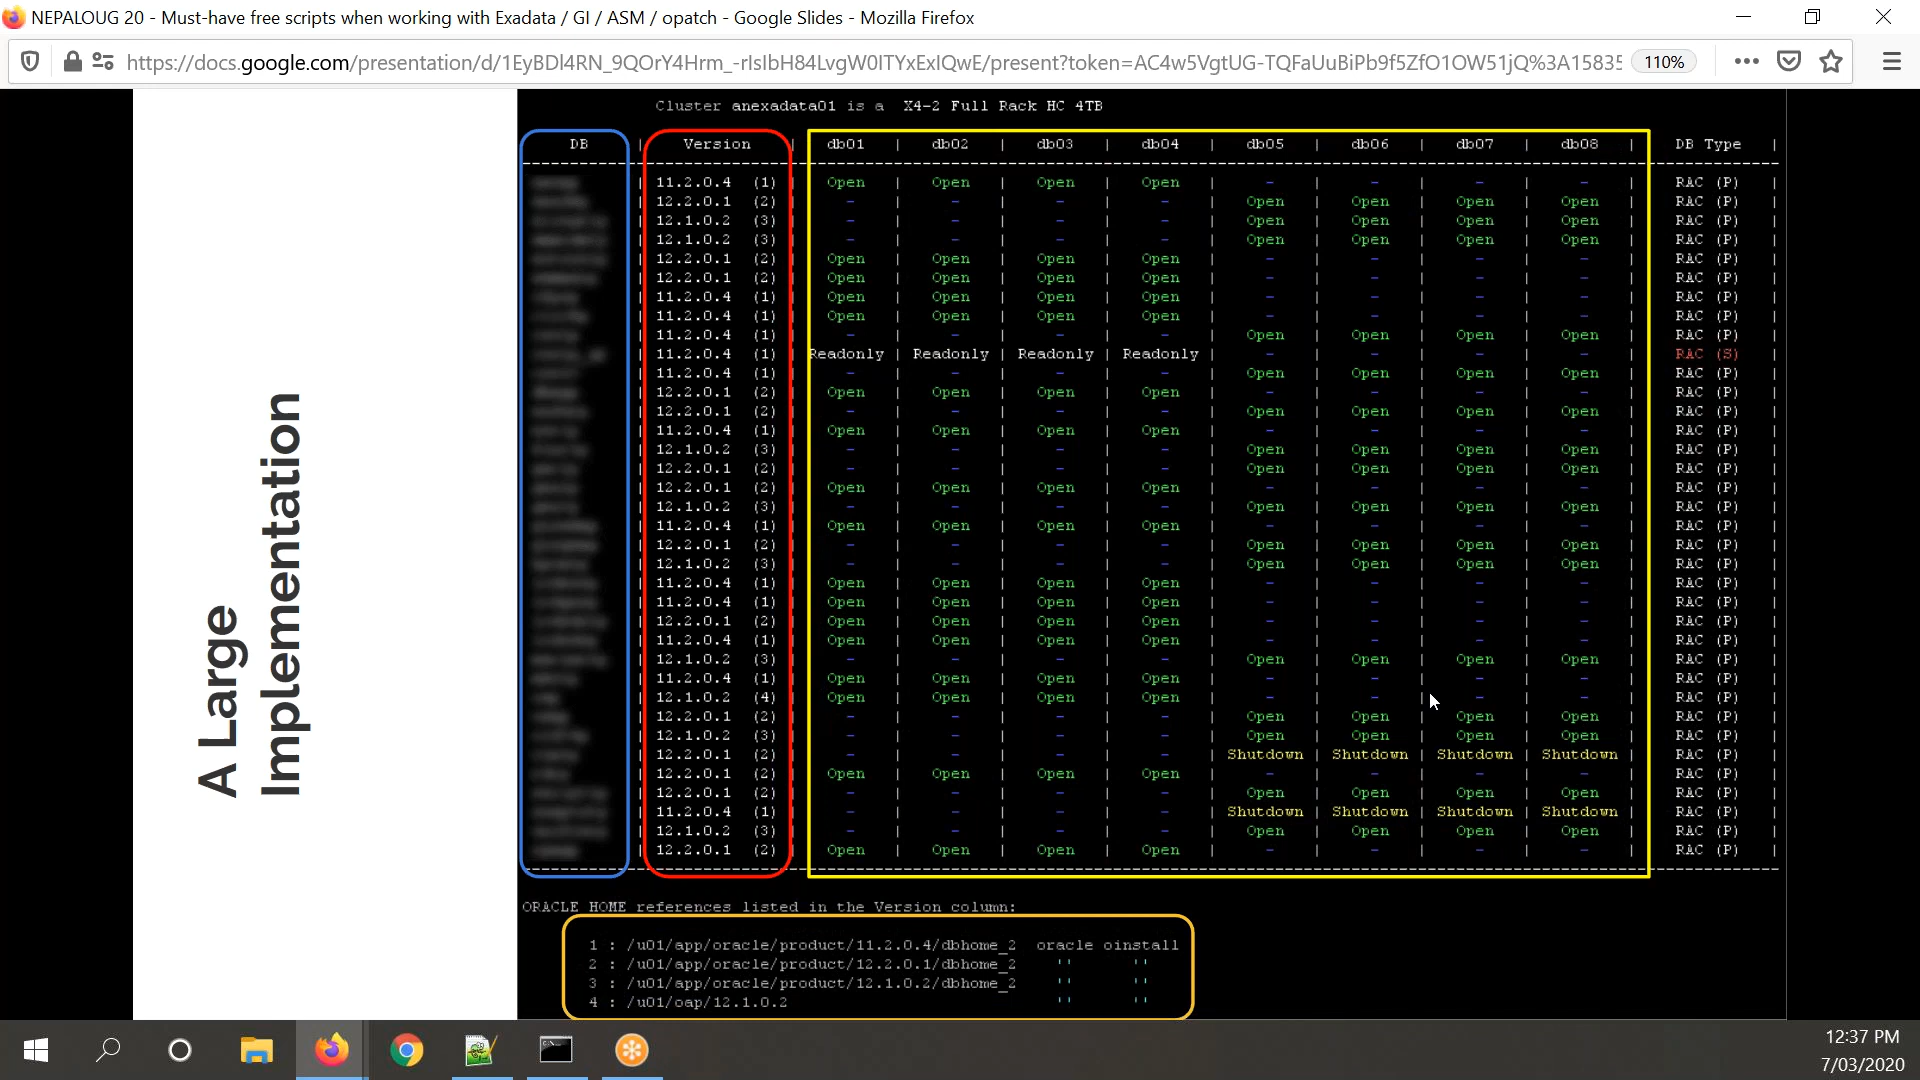 NEPALOUG 20 - Must-have free scripts when working with Exadata / GI / ASM / opatch - Google Slides - Mozilla Firefox
https://docs.google.com/presentation/d/1EyBDl4RN_9QOrY4Hrm_-rIsIbH84LvgW0ITYxExIQwE/present?token=AC4w5VgtUG-TQFaUuBiPb9f5ZfO1OW51jQ%3A15835 110%
A Large
Implementation
Cluster anexadata01 is a X4-2 Full Rack HC 4TB
DB | Version | db01 | db02 | db03 | db04 | db05 | db06 | db07 | db08 | DB Type |
| 11.2.0.4 (1) | Open | Open | Open | Open | - | - | - | - | RAC (P) |
| 12.2.0.1 (2) | - | - | - | - | Open | Open | Open | Open | RAC (P) |
| 12.1.0.2 (3) | - | - | - | - | Open | Open | Open | Open | RAC (P) |
| 12.1.0.2 (3) | - | - | - | - | Open | Open | Open | Open | RAC (P) |
| 12.2.0.1 (2) | Open | Open | Open | Open | - | - | - | - | RAC (P) |
| 12.2.0.1 (2) | Open | Open | Open | Open | - | - | - | - | RAC (P) |
| 11.2.0.4 (1) | Open | Open | Open | Open | - | - | - | - | RAC (P) |
| 11.2.0.4 (1) | Open | Open | Open | Open | - | - | - | - | RAC (P) |
| 11.2.0.4 (1) | - | - | - | - | Open | Open | Open | Open | RAC (P) |
| 11.2.0.4 (1) | Readonly | Readonly | Readonly | Readonly | - | - | - | - | RAC (S) |
| 11.2.0.4 (1) | - | - | - | - | Open | Open | Open | Open | RAC (P) |
| 12.2.0.1 (2) | Open | Open | Open | Open | - | - | - | - | RAC (P) |
| 12.2.0.1 (2) | - | - | - | - | Open | Open | Open | Open | RAC (P) |
| 11.2.0.4 (1) | Open | Open | Open | Open | - | - | - | - | RAC (P) |
| 12.1.0.2 (3) | - | - | - | - | Open | Open | Open | Open | RAC (P) |
| 12.2.0.1 (2) | - | - | - | - | Open | Open | Open | Open | RAC (P) |
| 12.2.0.1 (2) | Open | Open | Open | Open | - | - | - | - | RAC (P) |
| 12.1.0.2 (3) | - | - | - | - | Open | Open | Open | Open | RAC (P) |
| 11.2.0.4 (1) | Open | Open | Open | Open | - | - | - | - | RAC (P) |
| 12.2.0.1 (2) | - | - | - | - | Open | Open | Open | Open | RAC (P) |
| 12.1.0.2 (3) | - | - | - | - | Open | Open | Open | Open | RAC (P) |
| 11.2.0.4 (1) | Open | Open | Open | Open | - | - | - | - | RAC (P) |
| 11.2.0.4 (1) | Open | Open | Open | Open | - | - | - | - | RAC (P) |
| 12.2.0.1 (2) | Open | Open | Open | Open | - | - | - | - | RAC (P) |
| 11.2.0.4 (1) | Open | Open | Open | Open | - | - | - | - | RAC (P) |
| 12.1.0.2 (3) | - | - | - | - | Open | Open | Open | Open | RAC (P) |
| 11.2.0.4 (1) | Open | Open | Open | Open | - | - | - | - | RAC (P) |
| 12.1.0.2 (4) | Open | Open | Open | Open | - | - | - | - | RAC (P) |
| 12.2.0.1 (2) | - | - | - | - | Open | Open | Open | Open | RAC (P) |
| 12.1.0.2 (3) | - | - | - | - | Open | Open | Open | Open | RAC (P) |
| 12.2.0.1 (2) | - | - | - | - | Shutdown | Shutdown | Shutdown | Shutdown | RAC (P) |
| 12.2.0.1 (2) | Open | Open | Open | Open | - | - | - | - | RAC (P) |
| 12.2.0.1 (2) | - | - | - | - | Open | Open | Open | Open | RAC (P) |
| 11.2.0.4 (1) | - | - | - | - | Shutdown | Shutdown | Shutdown | Shutdown | RAC (P) |
| 12.1.0.2 (3) | - | - | - | - | Open | Open | Open | Open | RAC (P) |
| 12.2.0.1 (2) | Open | Open | Open | Open | - | - | - | - | RAC (P) |
ORACLE_HOME references listed in the Version column:
1 : /u01/app/oracle/product/11.2.0.4/dbhome_2 oracle oinstall
2 : /u01/app/oracle/product/12.2.0.1/dbhome_2 '' ''
3 : /u01/app/oracle/product/12.1.0.2/dbhome_2 '' ''
4 : /u01/oap/12.1.0.2 '' ''
12:37 PM
7/03/2020